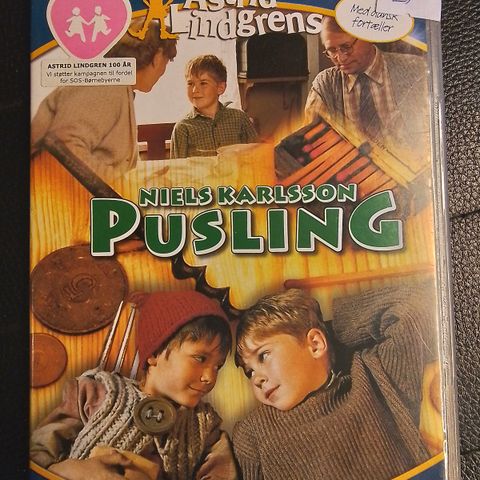 Astrid
Lindgrens
Med dansk
fortæller
ASTRID LINDGREN 100 ÅR
Vi støtter kampagnen til fordel
for SOS-Børnebyerne
NIELS KARLSSON
PUSLING